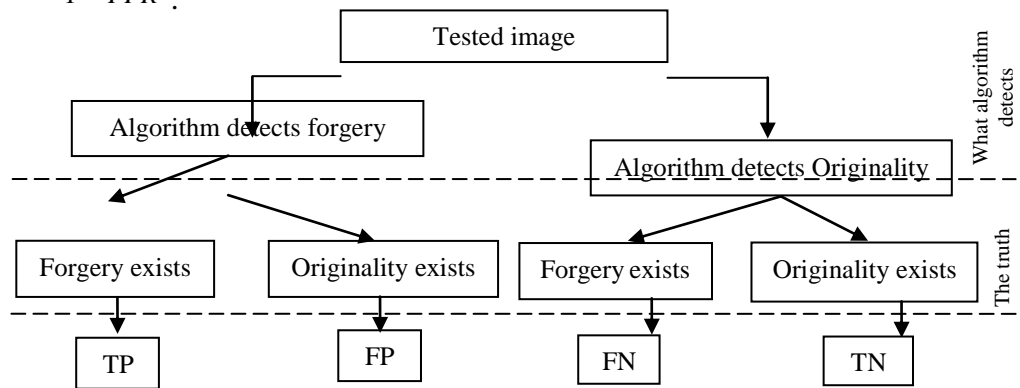 Tested image
What algorithm
detects
Algorithm detects forgery
Algorithm detects Originality
Forgery exists
Originality exists
Forgery exists
Originality exists
The truth
TP
FP
FN
TN